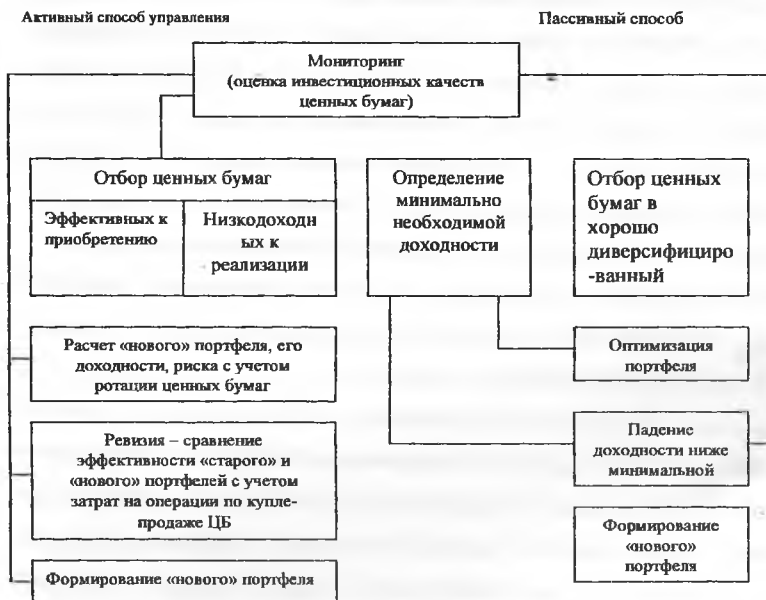 Активный способ управления
Пассивный способ
Мониторинг
(оценка инвестиционных качеств
ценных бумаг)
Отбор ценных бумаг
Эффективных к
приобретению
Низкодоходн
ых к
реализации
Определение
минимально
необходимой
доходности
Отбор ценных
бумаг в
хорошо
диверсифициро
-ванный
Расчет «нового» портфеля, его
доходности, риска с учетом
ротации ценных бумаг
Оптимизация
портфеля
Ревизия – сравнение
эффективности «старого» и
«нового» портфелей с учетом
затрат на операции по купле-
продаже ЦБ
Падение
доходности ниже
минимальной
Формирование
«нового»
портфеля
Формирование «нового» портфеля